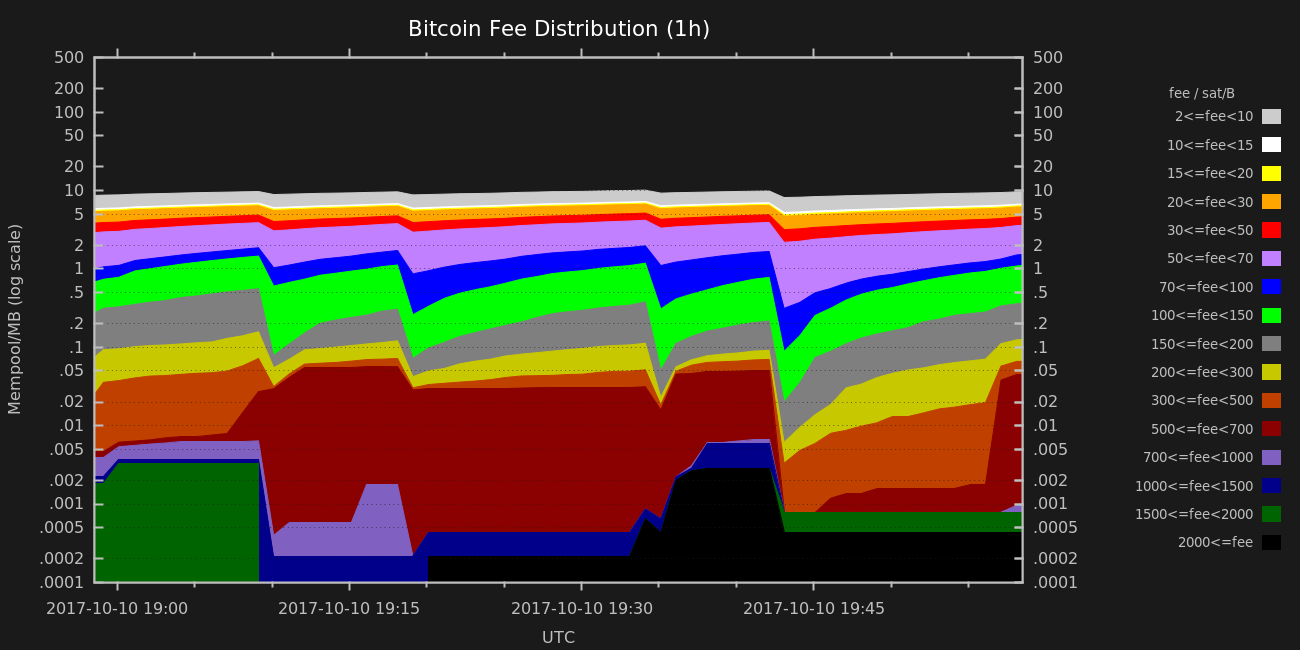 Bitcoin Fee Distribution (1h)
500
200
100
50
20
10
5
2
1
.5
.2
.1
.05
.02
.01
.005
.002
.001
.0005
.0002
.0001
Mempool/MB (log scale)
500
200
100
50
20
10
5
2
1
.5
.2
.1
.05
.02
.01
.005
.002
.001
.0005
.0002
.0001
2017-10-10 19:00 2017-10-10 19:15 2017-10-10 19:30 2017-10-10 19:45
UTC
fee / sat/B
2<=fee<10
10<=fee<15
15<=fee<20
20<=fee<30
30<=fee<50
50<=fee<70
70<=fee<100
100<=fee<150
150<=fee<200
200<=fee<300
300<=fee<500
500<=fee<700
700<=fee<1000
1000<=fee<1500
1500<=fee<2000
2000<=fee